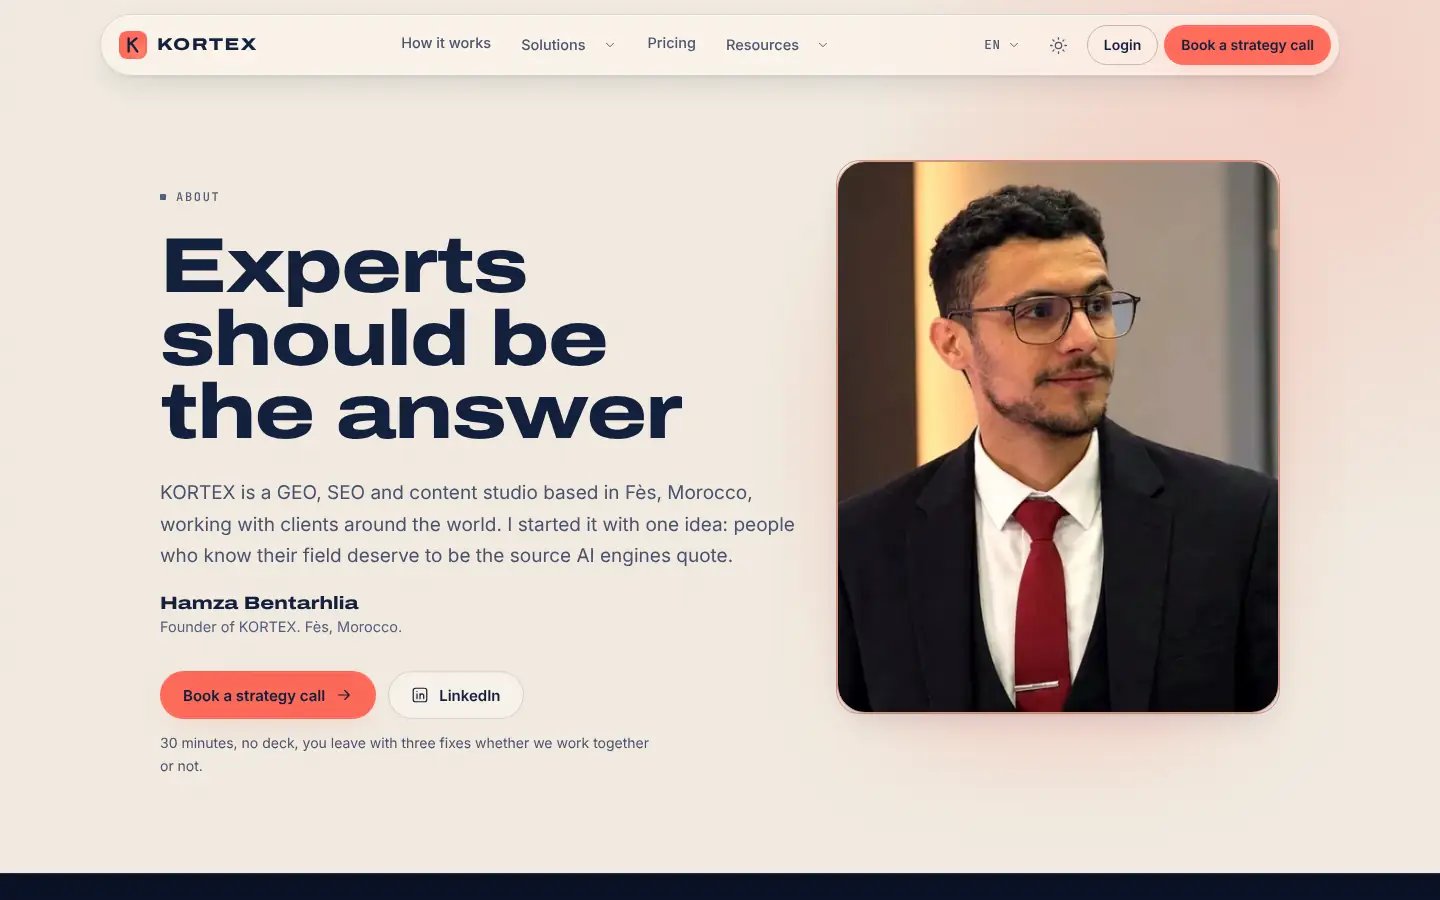 K KORTEX
How it works
Solutions
Pricing
Resources
EN
Login
Book a strategy call
ABOUT
Experts
should be
the answer
KORTEX is a GEO, SEO and content studio based in Fès, Morocco,
working with clients around the world. I started it with one idea: people
who know their field deserve to be the source AI engines quote.
Hamza Bentarhlia
Founder of KORTEX. Fès, Morocco.
Book a strategy call →
in LinkedIn
30 minutes, no deck, you leave with three fixes whether we work together
or not.